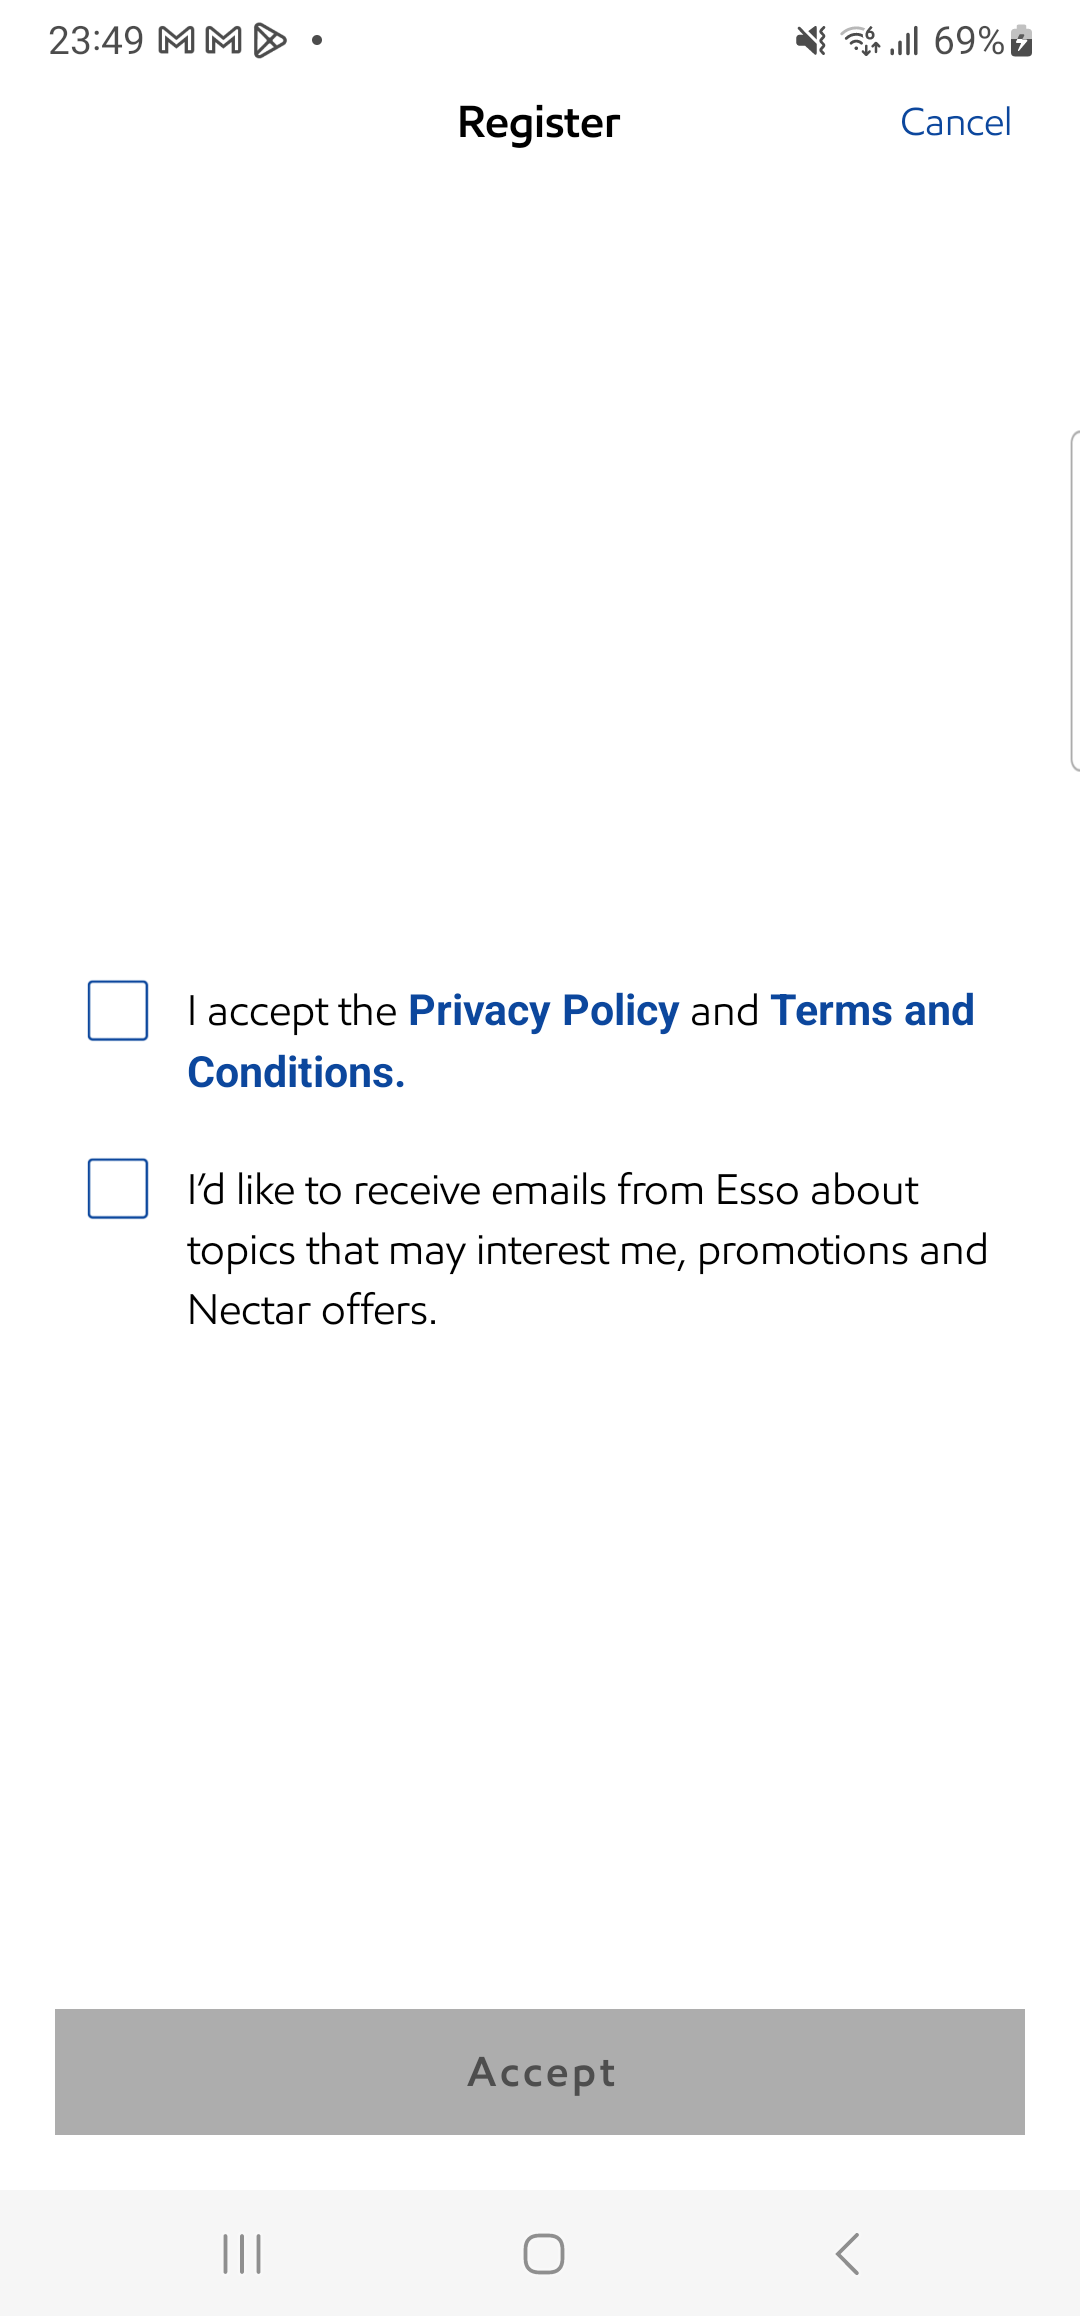 23:49
69%
Register
Cancel
I accept the Privacy Policy and Terms and
Conditions.
I’d like to receive emails from Esso about
topics that may interest me, promotions and
Nectar offers.
Accept